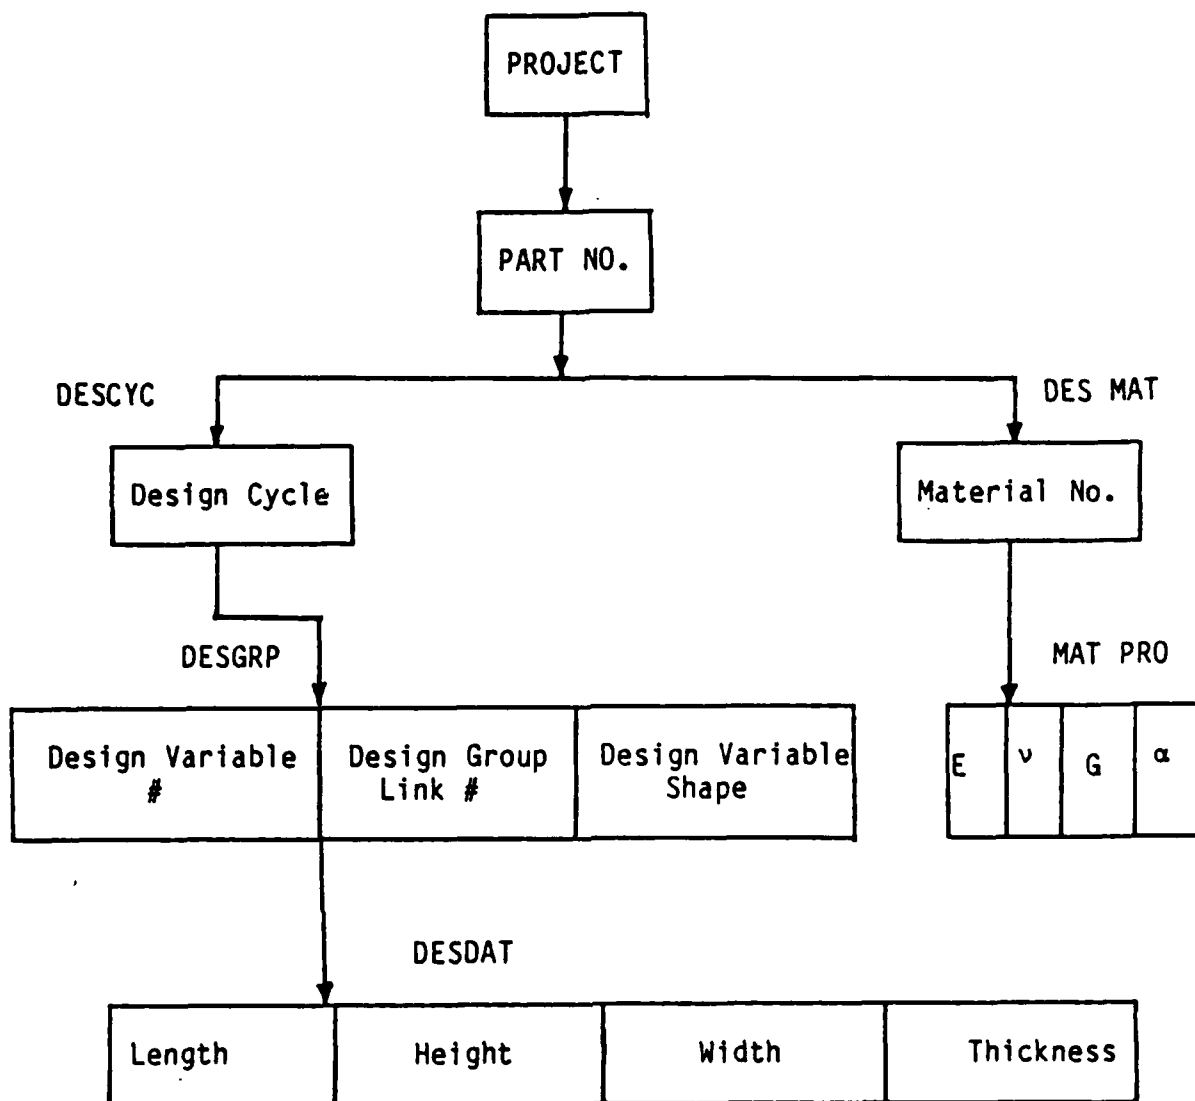 PROJECT
PART NO.
DESCYC
DES MAT
Design Cycle
Material No.
DESGRP
MAT PRO
Design Variable
#
Design Group
Link #
Design Variable
Shape
E
ν
G
α
DESDAT
Length
Height
Width
Thickness